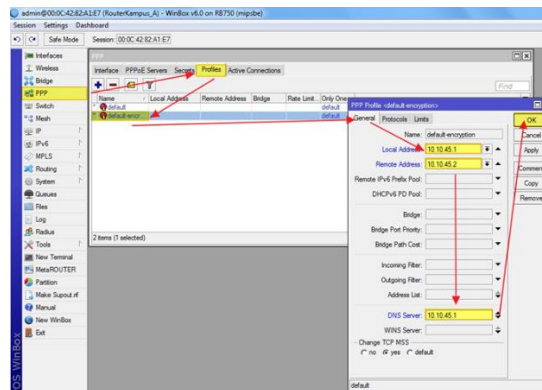 admin@00:0C:42:82:A1:E7 (RouterKampus_A) - WinBox v6.0 on RB750 (mipsbe)
Session Settings Dashboard
Safe Mode Session: 00:0C:42:82:A1:E7
Interfaces
Wireless
Bridge
PPP
Switch
Mesh
IP
IPv6
MPLS
Routing
System
Queues
Files
Log
Radius
Tools
New Terminal
MetaROUTER
Partition
Make Supout.rif
Manual
New WinBox
Exit
OS WinBox
PPP
Interface PPPoE Servers Secrets Profiles Active Connections
Find
Name Local Address Remote Address Bridge Rate Limit... Only One
default default
default-encr... default
2 items (1 selected)
PPP Profile <default-encryption>
General Protocols Limits
Name: default-encryption
Local Address: 10.10.45.1
Remote Address: 10.10.45.2
Remote IPv6 Prefix Pool:
DHCPv6 PD Pool:
Bridge:
Bridge Port Priority:
Bridge Path Cost:
Incoming Filter:
Outgoing Filter:
Address List:
DNS Server: 10.10.45.1
WINS Server:
Change TCP MSS
no yes default
default
OK
Cancel
Apply
Comment
Copy
Remove